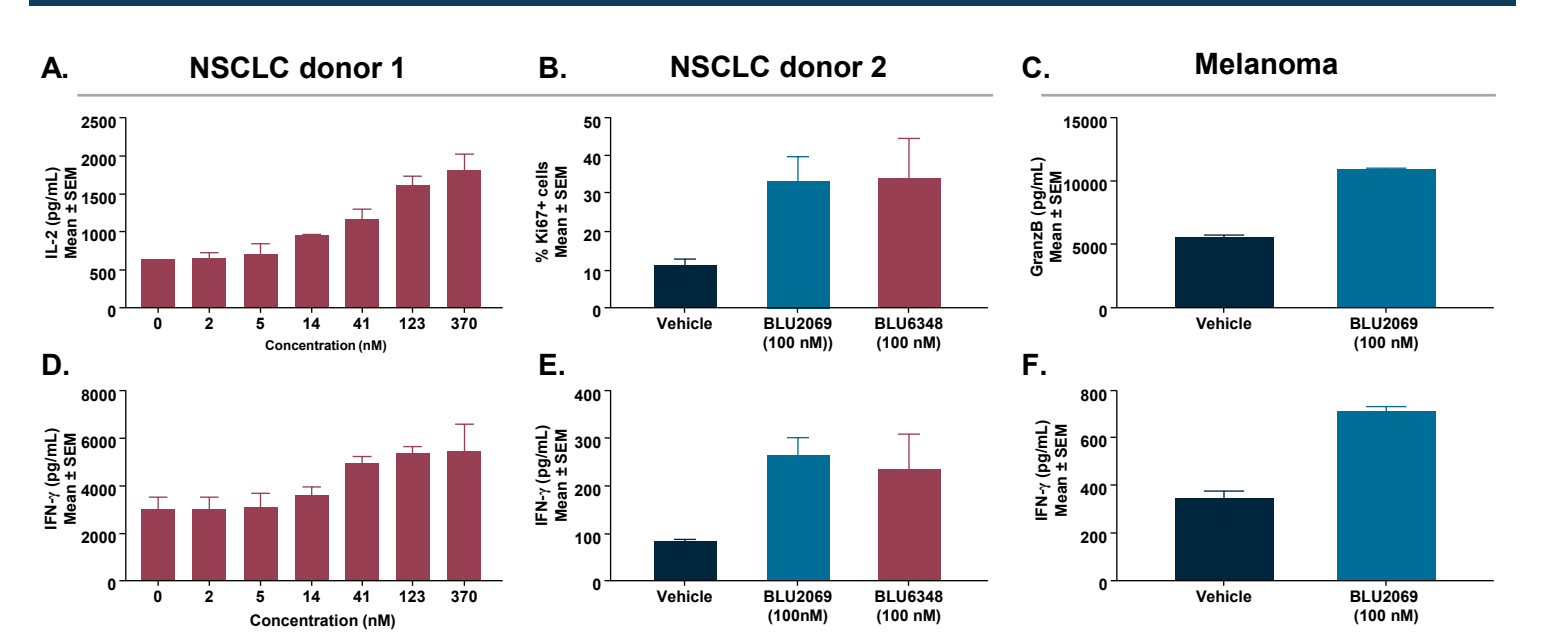 A.
NSCLC donor 1
IL-2 (pg/mL)
Mean ± SEM
2500
2000
1500
1000
500
0
0 2 5 14 41 123 370
Concentration (nM)
B.
NSCLC donor 2
% Ki67+ cells
Mean ± SEM
50
40
30
20
10
0
Vehicle BLU2069 BLU6348
(100 nM)) (100 nM)
C.
Melanoma
GranzB (pg/mL)
Mean ± SEM
15000
10000
5000
0
Vehicle BLU2069
(100 nM)
D.
IFN-γ (pg/mL)
Mean ± SEM
8000
6000
4000
2000
0
0 2 5 14 41 123 370
Concentration (nM)
E.
IFN-γ (pg/mL)
Mean ± SEM
400
300
200
100
0
Vehicle BLU2069 BLU6348
(100nM) (100 nM)
F.
IFN-γ (pg/mL)
Mean ± SEM
800
600
400
200
0
Vehicle BLU2069
(100 nM)